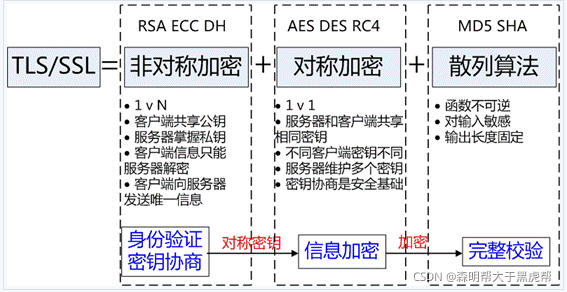 RSA ECC DH
AES DES RC4
MD5 SHA
TLS/SSL=非对称加密+对称加密+散列算法
● 1 v N
● 客户端共享公钥
● 服务器掌握私钥
● 客户端信息只能
服务器解密
● 客户端向服务器
发送唯一信息
● 1 v 1
● 服务器和客户端共享
相同密钥
● 不同客户端密钥不同
● 服务器维护多个密钥
● 密钥协商是安全基础
● 函数不可逆
● 对输入敏感
● 输出长度固定
身份验证
密钥协商
对称密钥
信息加密
加密
完整校验
CSDN @森明帮大于黑虎帮